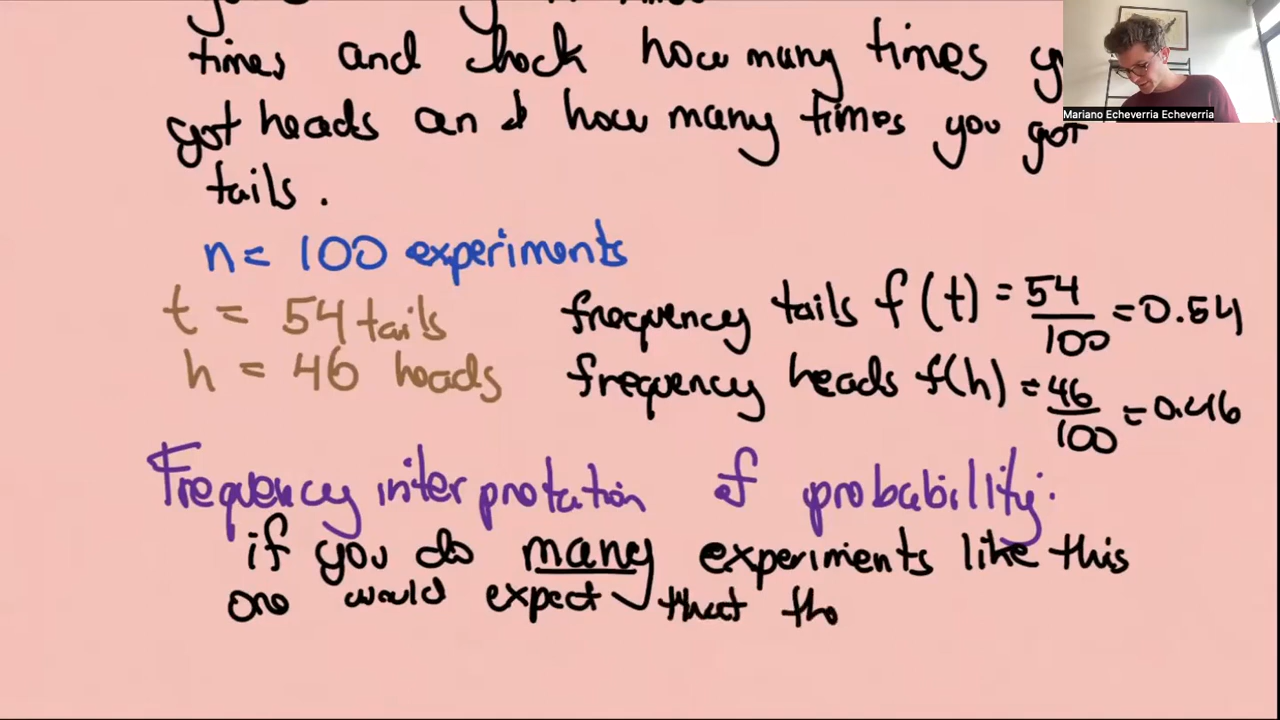 times and check how many times
Mariano Echeverria Echeverria
got heads and how many times you got
tails.
n = 100 experiments
t = 54 tails frequency tails f(t) = 54/100 = 0.54
h = 46 heads frequency heads f(h) = 46/100 = 0.46
Frequency interpretation of probability:
if you do many experiments like this
one would expect that the